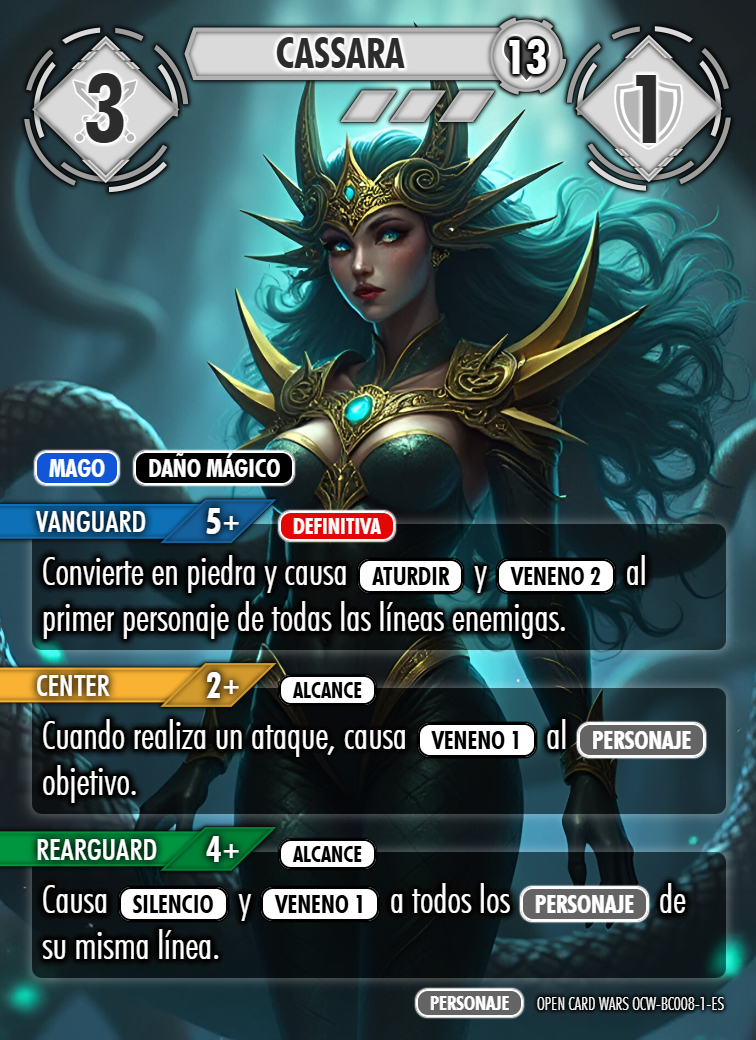 3
CASSARA
13
1
MAGO DAÑO MÁGICO
VANGUARD 5+ DEFINITIVA
Convierte en piedra y causa ATURDIR y VENENO 2 al
primer personaje de todas las líneas enemigas.
CENTER 2+ ALCANCE
Cuando realiza un ataque, causa VENENO 1 al PERSONAJE
objetivo.
REARGUARD 4+ ALCANCE
Causa SILENCIO y VENENO 1 a todos los PERSONAJE de
su misma línea.
PERSONAJE OPEN CARD WARS OCW-BC008-1-ES